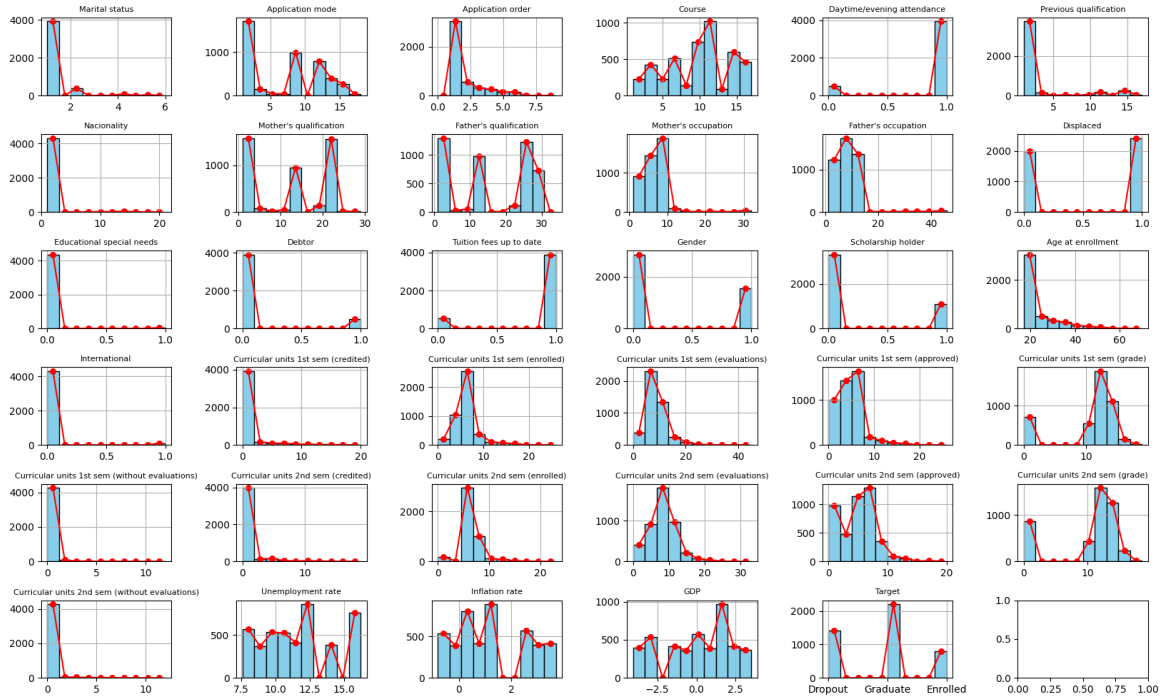 Marital status
4000
2000
0
2 4 6
Application mode
1000
0
5 10 15
Application order
2000
0
0.0 2.5 5.0 7.5
Course
1000
500
0
5 10 15
Daytime/evening attendance
4000
2000
0
0.0 0.5 1.0
Previous qualification
2000
0
5 10 15
Nacionality
4000
2000
0
0 10 20
Mother's qualification
1000
0
0 10 20 30
Father's qualification
1000
500
0
0 10 20 30
Mother's occupation
1000
0
0 10 20 30
Father's occupation
1000
0
0 20 40
Displaced
2000
1000
0
0.0 0.5 1.0
Educational special needs
4000
2000
0
0.0 0.5 1.0
Debtor
4000
2000
0
0.0 0.5 1.0
Tuition fees up to date
4000
2000
0
0.0 0.5 1.0
Gender
2000
0
0.0 0.5 1.0
Scholarship holder
2000
0
0.0 0.5 1.0
Age at enrollment
2000
0
20 40 60
International
4000
2000
0
0.0 0.5 1.0
Curricular units 1st sem (credited)
4000
2000
0
0 10 20
Curricular units 1st sem (enrolled)
2000
1000
0
0 10 20
Curricular units 1st sem (evaluations)
2000
1000
0
0 20 40
Curricular units 1st sem (approved)
1000
0
0 10 20
Curricular units 1st sem (grade)
1000
0
0 10
Curricular units 1st sem (without evaluations)
4000
2000
0
0 5 10
Curricular units 2nd sem (credited)
4000
2000
0
0 10
Curricular units 2nd sem (enrolled)
2000
0
0 10 20
Curricular units 2nd sem (evaluations)
1000
0
0 10 20 30
Curricular units 2nd sem (approved)
1000
500
0
0 10 20
Curricular units 2nd sem (grade)
1000
0
0 10
Curricular units 2nd sem (without evaluations)
4000
2000
0
0 5 10
Unemployment rate
500
0
7.5 10.0 12.5 15.0
Inflation rate
500
0
0 2
GDP
1000
500
0
−2.5 0.0 2.5
Target
2000
1000
0
Dropout Graduate Enrolled
1.0
0.5
0.0
0.00 0.25 0.50 0.75 1.00